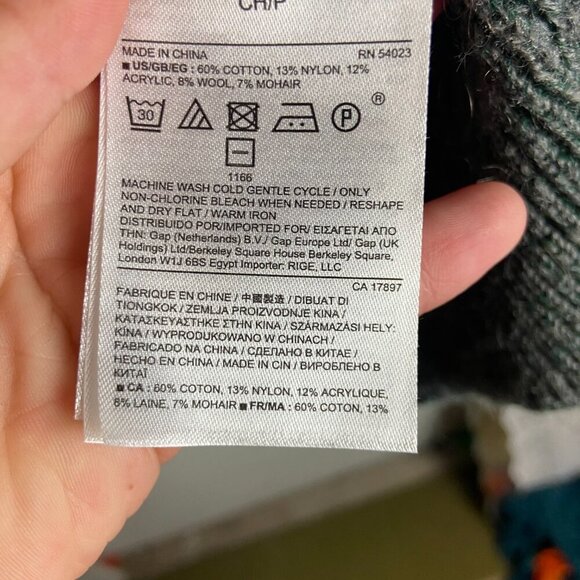 CH/P
MADE IN CHINA RN 54023
■ US/GB/EG : 60% COTTON, 13% NYLON, 12%
ACRYLIC, 8% WOOL, 7% MOHAIR
30 P ®
1166
MACHINE WASH COLD GENTLE CYCLE / ONLY
NON-CHLORINE BLEACH WHEN NEEDED / RESHAPE
AND DRY FLAT / WARM IRON
DISTRIBUIDO POR/IMPORTED FOR/ ΕΙΣΑΓΕΤΑΙ ΑΠΟ
ΤΗΝ: Gap (Netherlands) B.V./ Gap Europe Ltd/ Gap (UK
Holdings) Ltd/Berkeley Square House Berkeley Square,
London W1J 6BS Egypt Importer: RIGE, LLC
CA 17897
FABRIQUE EN CHINE / 中國製造 / DIBUAT DI
TIONGKOK / ZEMLJA PROIZVODNJE KINA /
ΚΑΤΑΣΚΕΥΑΣΤΗΚΕ ΣΤΗΝ ΚΙΝΑ / SZÁRMAZÁSI HELY:
KÍNA / WYPRODUKOWANO W CHINACH /
FABRICADO NA CHINA / СДЕЛАНО В КИТАЕ /
HECHO EN CHINA / MADE IN CIN / ВИРОБЛЕНО В
КИТАЇ
■ CA : 60% COTON, 13% NYLON, 12% ACRYLIQUE,
8% LAINE, 7% MOHAIR ■ FR/MA : 60% COTON, 13%